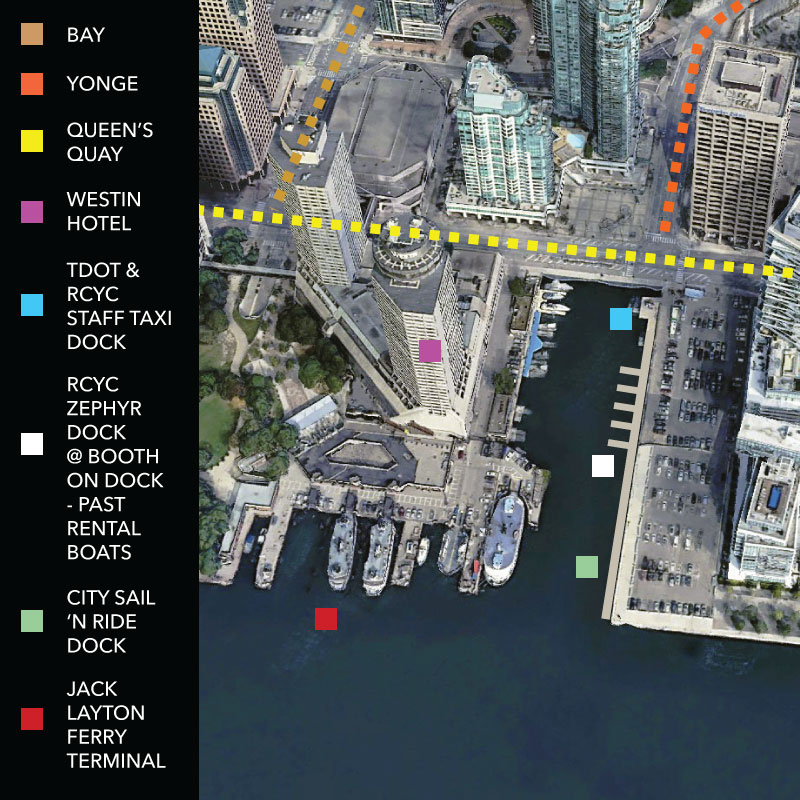 BAY
YONGE
QUEEN'S
QUAY
WESTIN
HOTEL
TDOT &
RCYC
STAFF TAXI
DOCK
RCYC
ZEPHYR
DOCK
@ BOOTH
ON DOCK
- PAST
RENTAL
BOATS
CITY SAIL
'N RIDE
DOCK
JACK
LAYTON
FERRY
TERMINAL